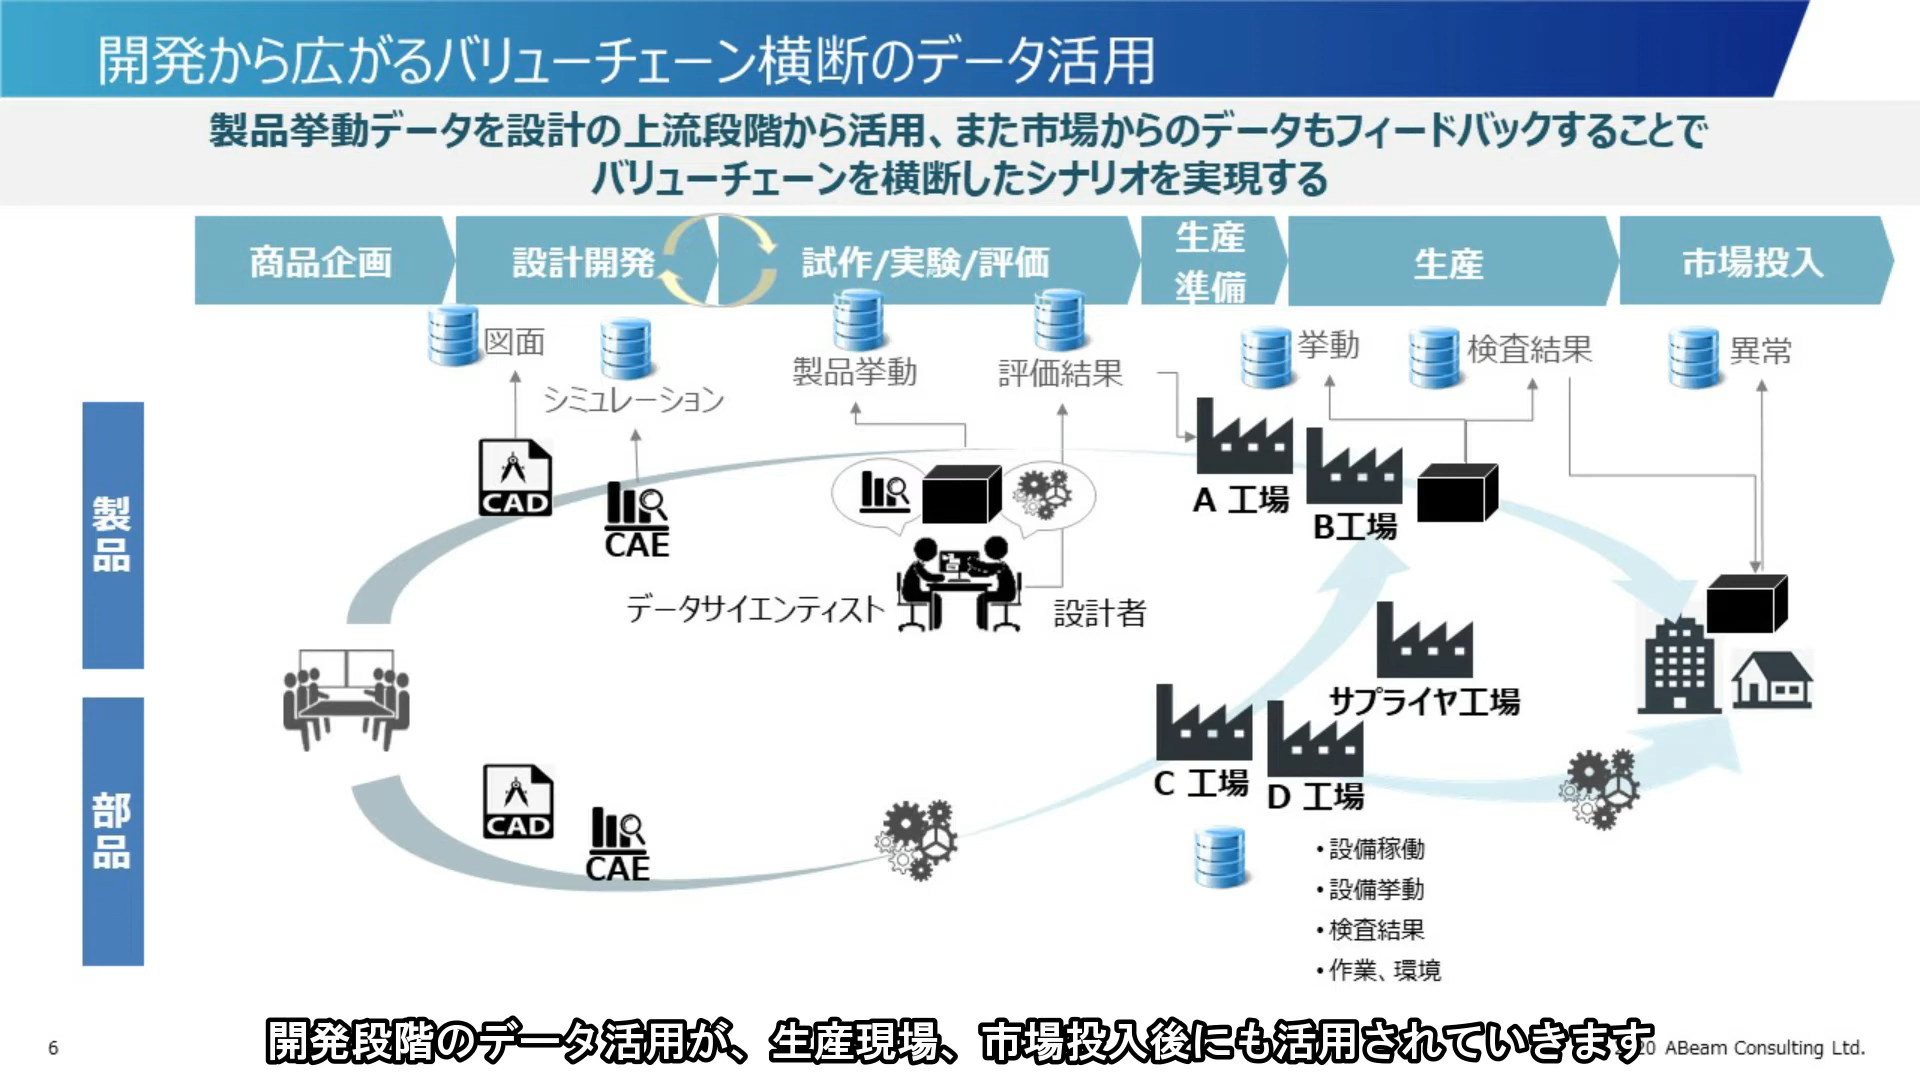 開発から広がるバリューチェーン横断のデータ活用
製品挙動データを設計の上流段階から活用、また市場からのデータもフィードバックすることで
バリューチェーンを横断したシナリオを実現する
商品企画
設計開発
試作/実験/評価
生産
準備
生産
市場投入
図面
シミュレーション
製品挙動
評価結果
挙動
検査結果
異常
製品
CAD
CAE
データサイエンティスト
設計者
A 工場
B工場
サプライヤ工場
部品
CAD
CAE
C 工場
D 工場
・設備稼働
・設備挙動
・検査結果
・作業、環境
開発段階のデータ活用が、生産現場、市場投入後にも活用されていきます
6
20 ABeam Consulting Ltd.